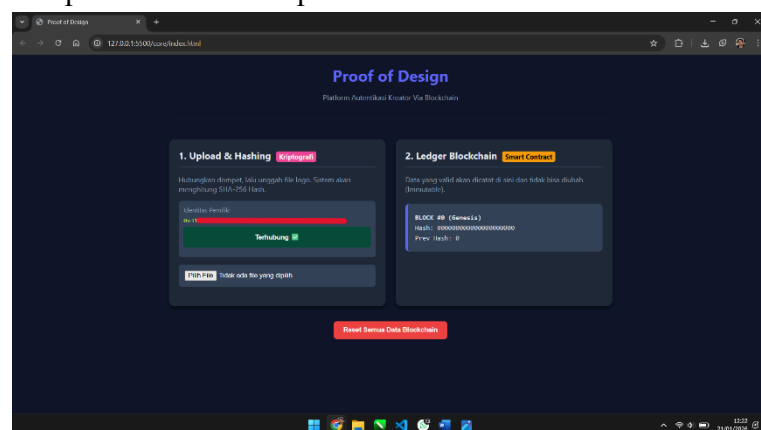 Proof of Design
127.0.0.1:5500/core/index.html
Proof of Design
Platform Autentikasi Kreator Via Blockchain
1. Upload & Hashing Kriptografi
Hubungkan dompet, lalu unggah file logo. Sistem akan
menghitung SHA-256 Hash.
Identitas Pemilik:
Terhubung ✅
Pilih File Tidak ada file yang dipilih
2. Ledger Blockchain Smart Contract
Data yang valid akan dicatat di sini dan tidak bisa diubah
(Immutable).
BLOCK #0 (Genesis)
Prev Hash: 0
Reset Semua Data Blockchain
12:22